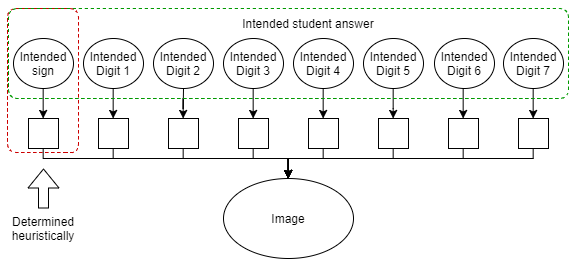 Intended student answer
Intended
sign
Intended
Digit 1
Intended
Digit 2
Intended
Digit 3
Intended
Digit 4
Intended
Digit 5
Intended
Digit 6
Intended
Digit 7
Determined
heuristically
Image